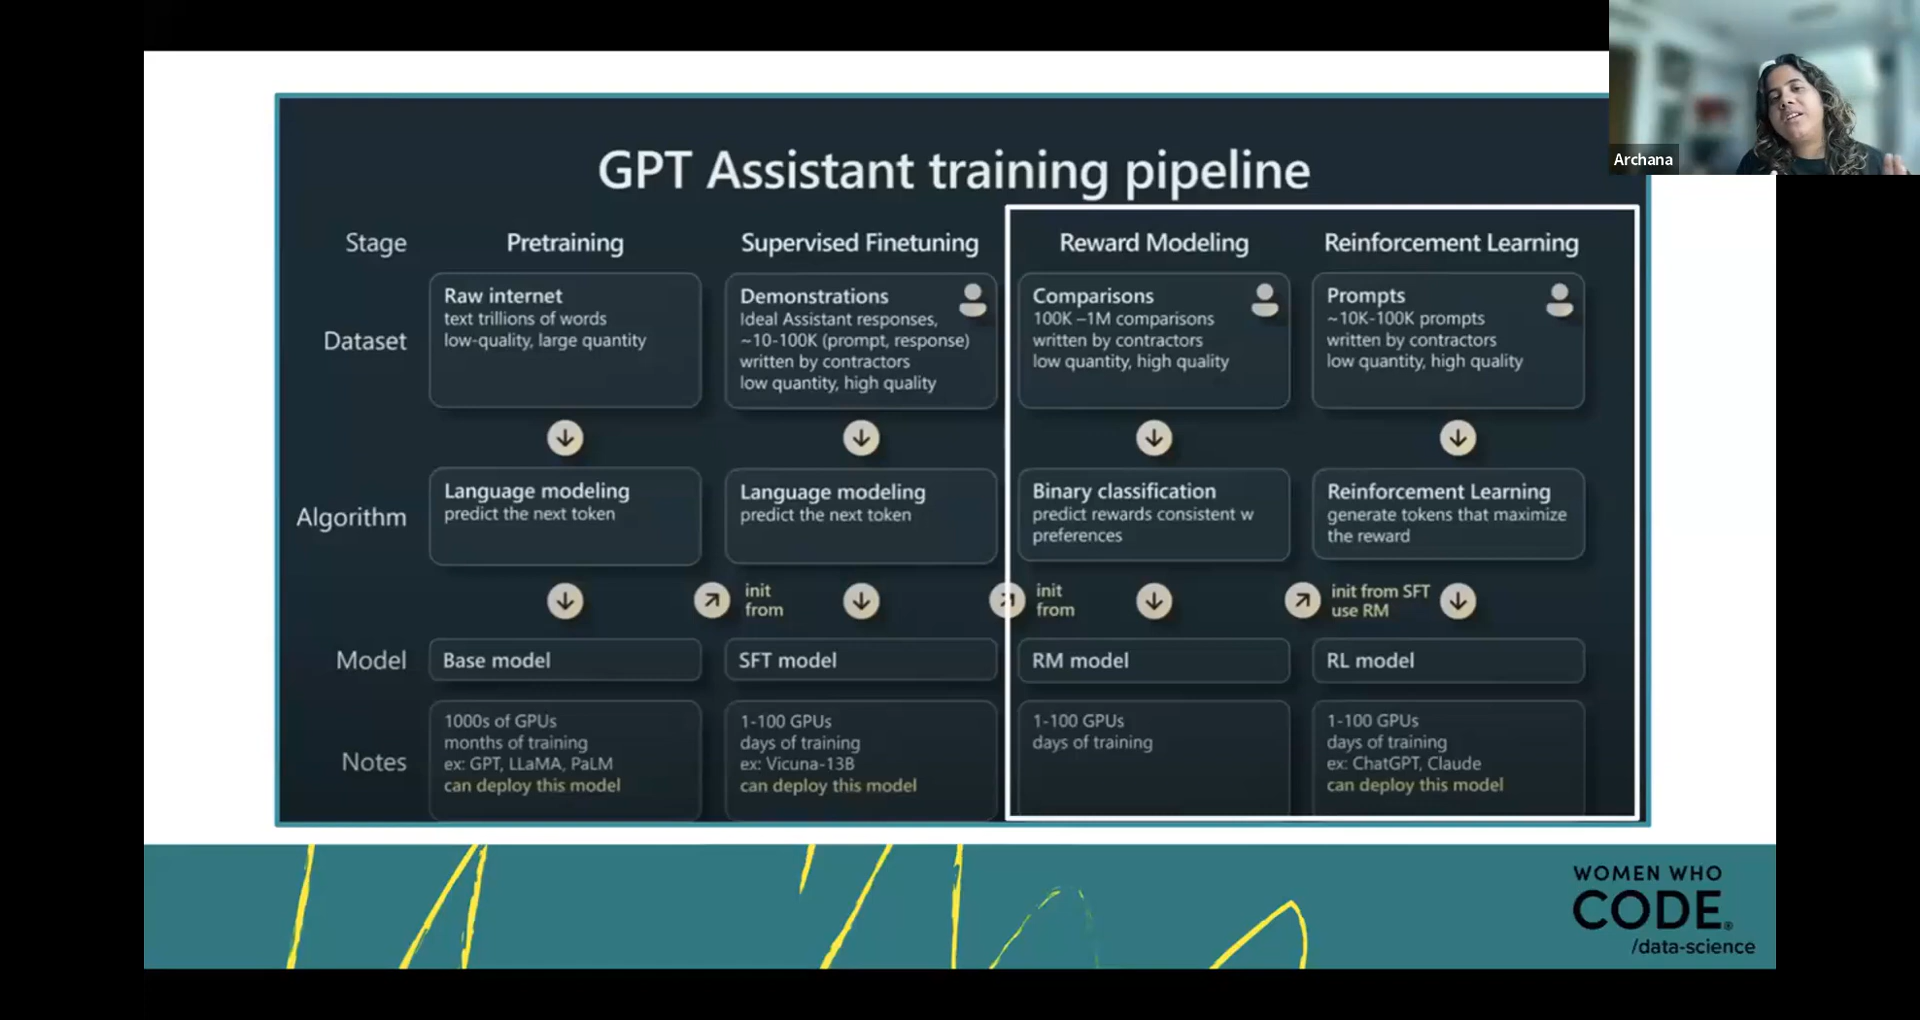 Archana
GPT Assistant training pipeline
Stage
Pretraining
Supervised Finetuning
Reward Modeling
Reinforcement Learning
Dataset
Raw internet
text trillions of words
low-quality, large quantity
Demonstrations
Ideal Assistant responses,
~10-100K (prompt, response)
written by contractors
low quantity, high quality
Comparisons
100K –1M comparisons
written by contractors
low quantity, high quality
Prompts
~10K-100K prompts
written by contractors
low quantity, high quality
Algorithm
Language modeling
predict the next token
Language modeling
predict the next token
Binary classification
predict rewards consistent w
preferences
Reinforcement Learning
generate tokens that maximize
the reward
init
from
init
from
init from SFT
use RM
Model
Base model
SFT model
RM model
RL model
Notes
1000s of GPUs
months of training
ex: GPT, LLaMA, PaLM
can deploy this model
1-100 GPUs
days of training
ex: Vicuna-13B
can deploy this model
1-100 GPUs
days of training
1-100 GPUs
days of training
ex: ChatGPT, Claude
can deploy this model
WOMEN WHO
CODE®
/data-science